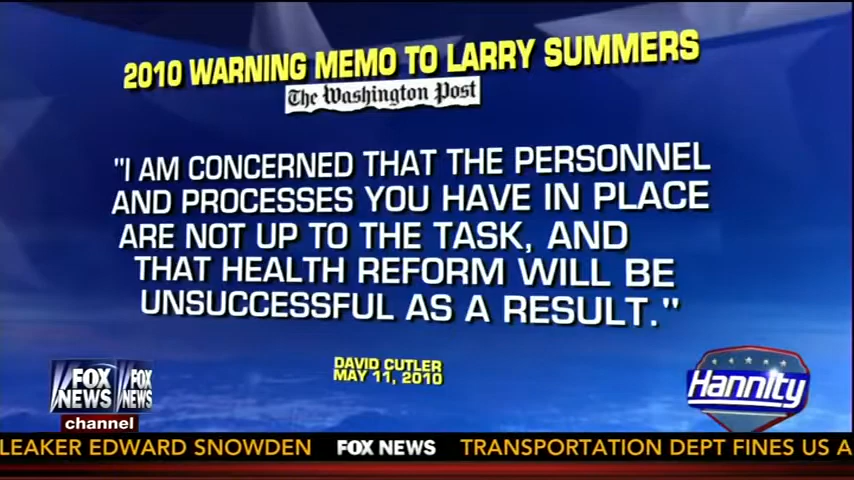 2010 WARNING MEMO TO LARRY SUMMERS
The Washington Post
"I AM CONCERNED THAT THE PERSONNEL
AND PROCESSES YOU HAVE IN PLACE
ARE NOT UP TO THE TASK, AND
THAT HEALTH REFORM WILL BE
UNSUCCESSFUL AS A RESULT."
DAVID CUTLER
MAY 11, 2010
FOX NEWS
FOX NEWS
channel
Hannity
LEAKER EDWARD SNOWDEN FOX NEWS TRANSPORTATION DEPT FINES US A